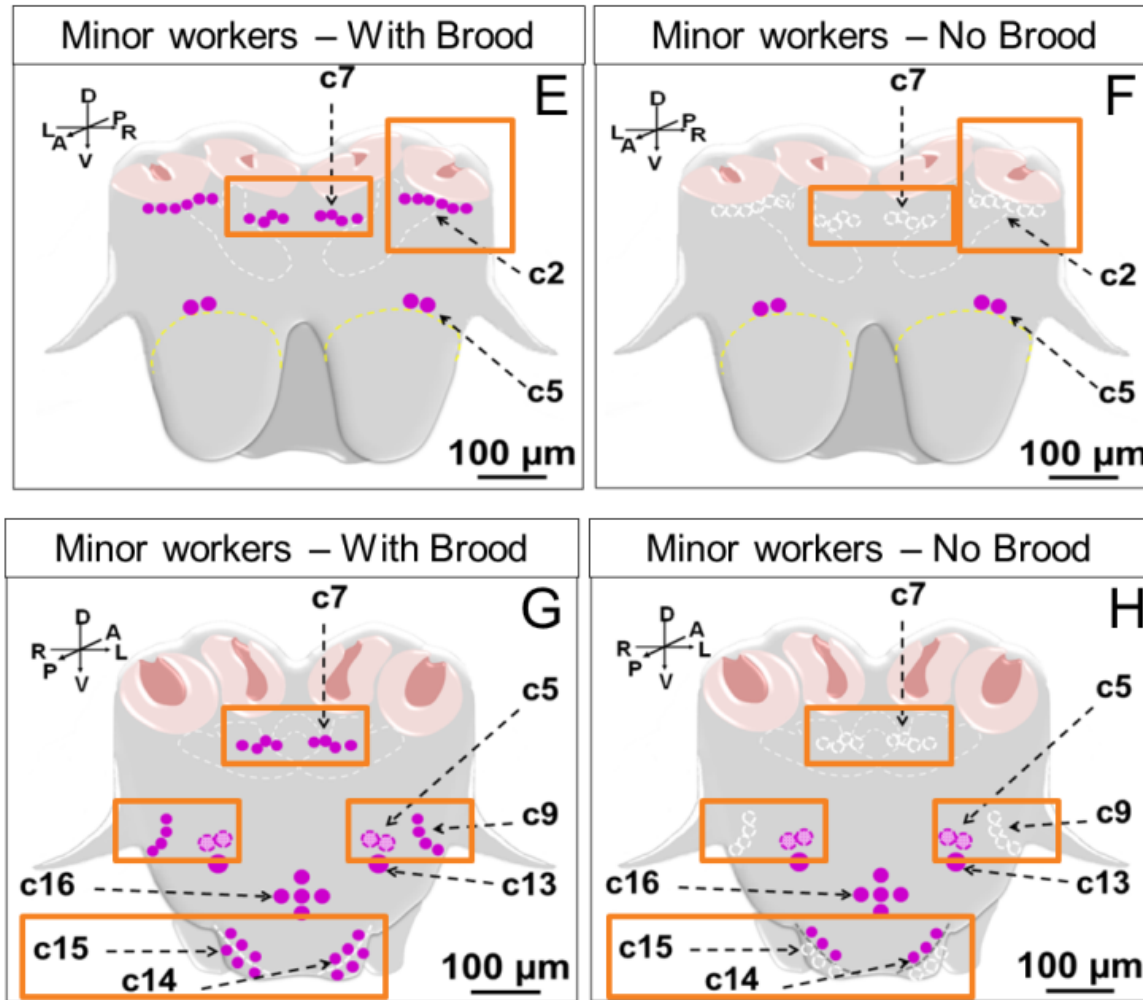 Minor workers – With Brood
E
c7
D
P
L
R
A
V
c2
c5
100 µm
Minor workers – No Brood
F
c7
D
P
L
R
A
V
c2
c5
100 µm
Minor workers – With Brood
G
c7
D
A
R
L
P
V
c5
c9
c16
c13
c15
c14
100 µm
Minor workers – No Brood
H
c7
D
A
R
L
P
V
c5
c9
c16
c13
c15
c14
100 µm